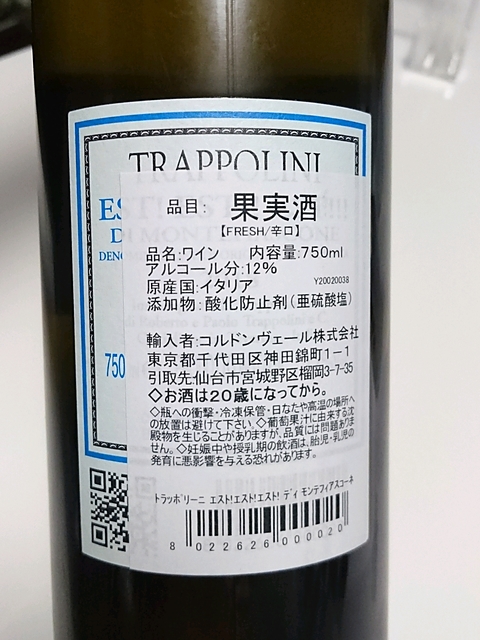 TRAPPOLINI
品目: 果実酒
【FRESH/辛口】
品名:ワイン 内容量:750ml
アルコール分:12%
原産国:イタリア Y20020038
添加物:酸化防止剤(亜硫酸塩)
輸入者:コルドンヴェール株式会社
東京都千代田区神田錦町1-1
引取先:仙台市宮城野区榴岡3-7-35
◇お酒は20歳になってから。
◇瓶への衝撃・冷凍保管・日なたや高温の場所へ
の放置は避けて下さい。◇葡萄果汁に由来する沈
殿物を生じることがありますが、品質には問題ありま
せん。◇妊娠中や授乳期の飲酒は、胎児・乳児の
発育に悪影響を与える恐れがあります。
750
トラッポリーニ エスト!エスト!!エスト! ディ モンテフィアスコーネ
8 022626 000020